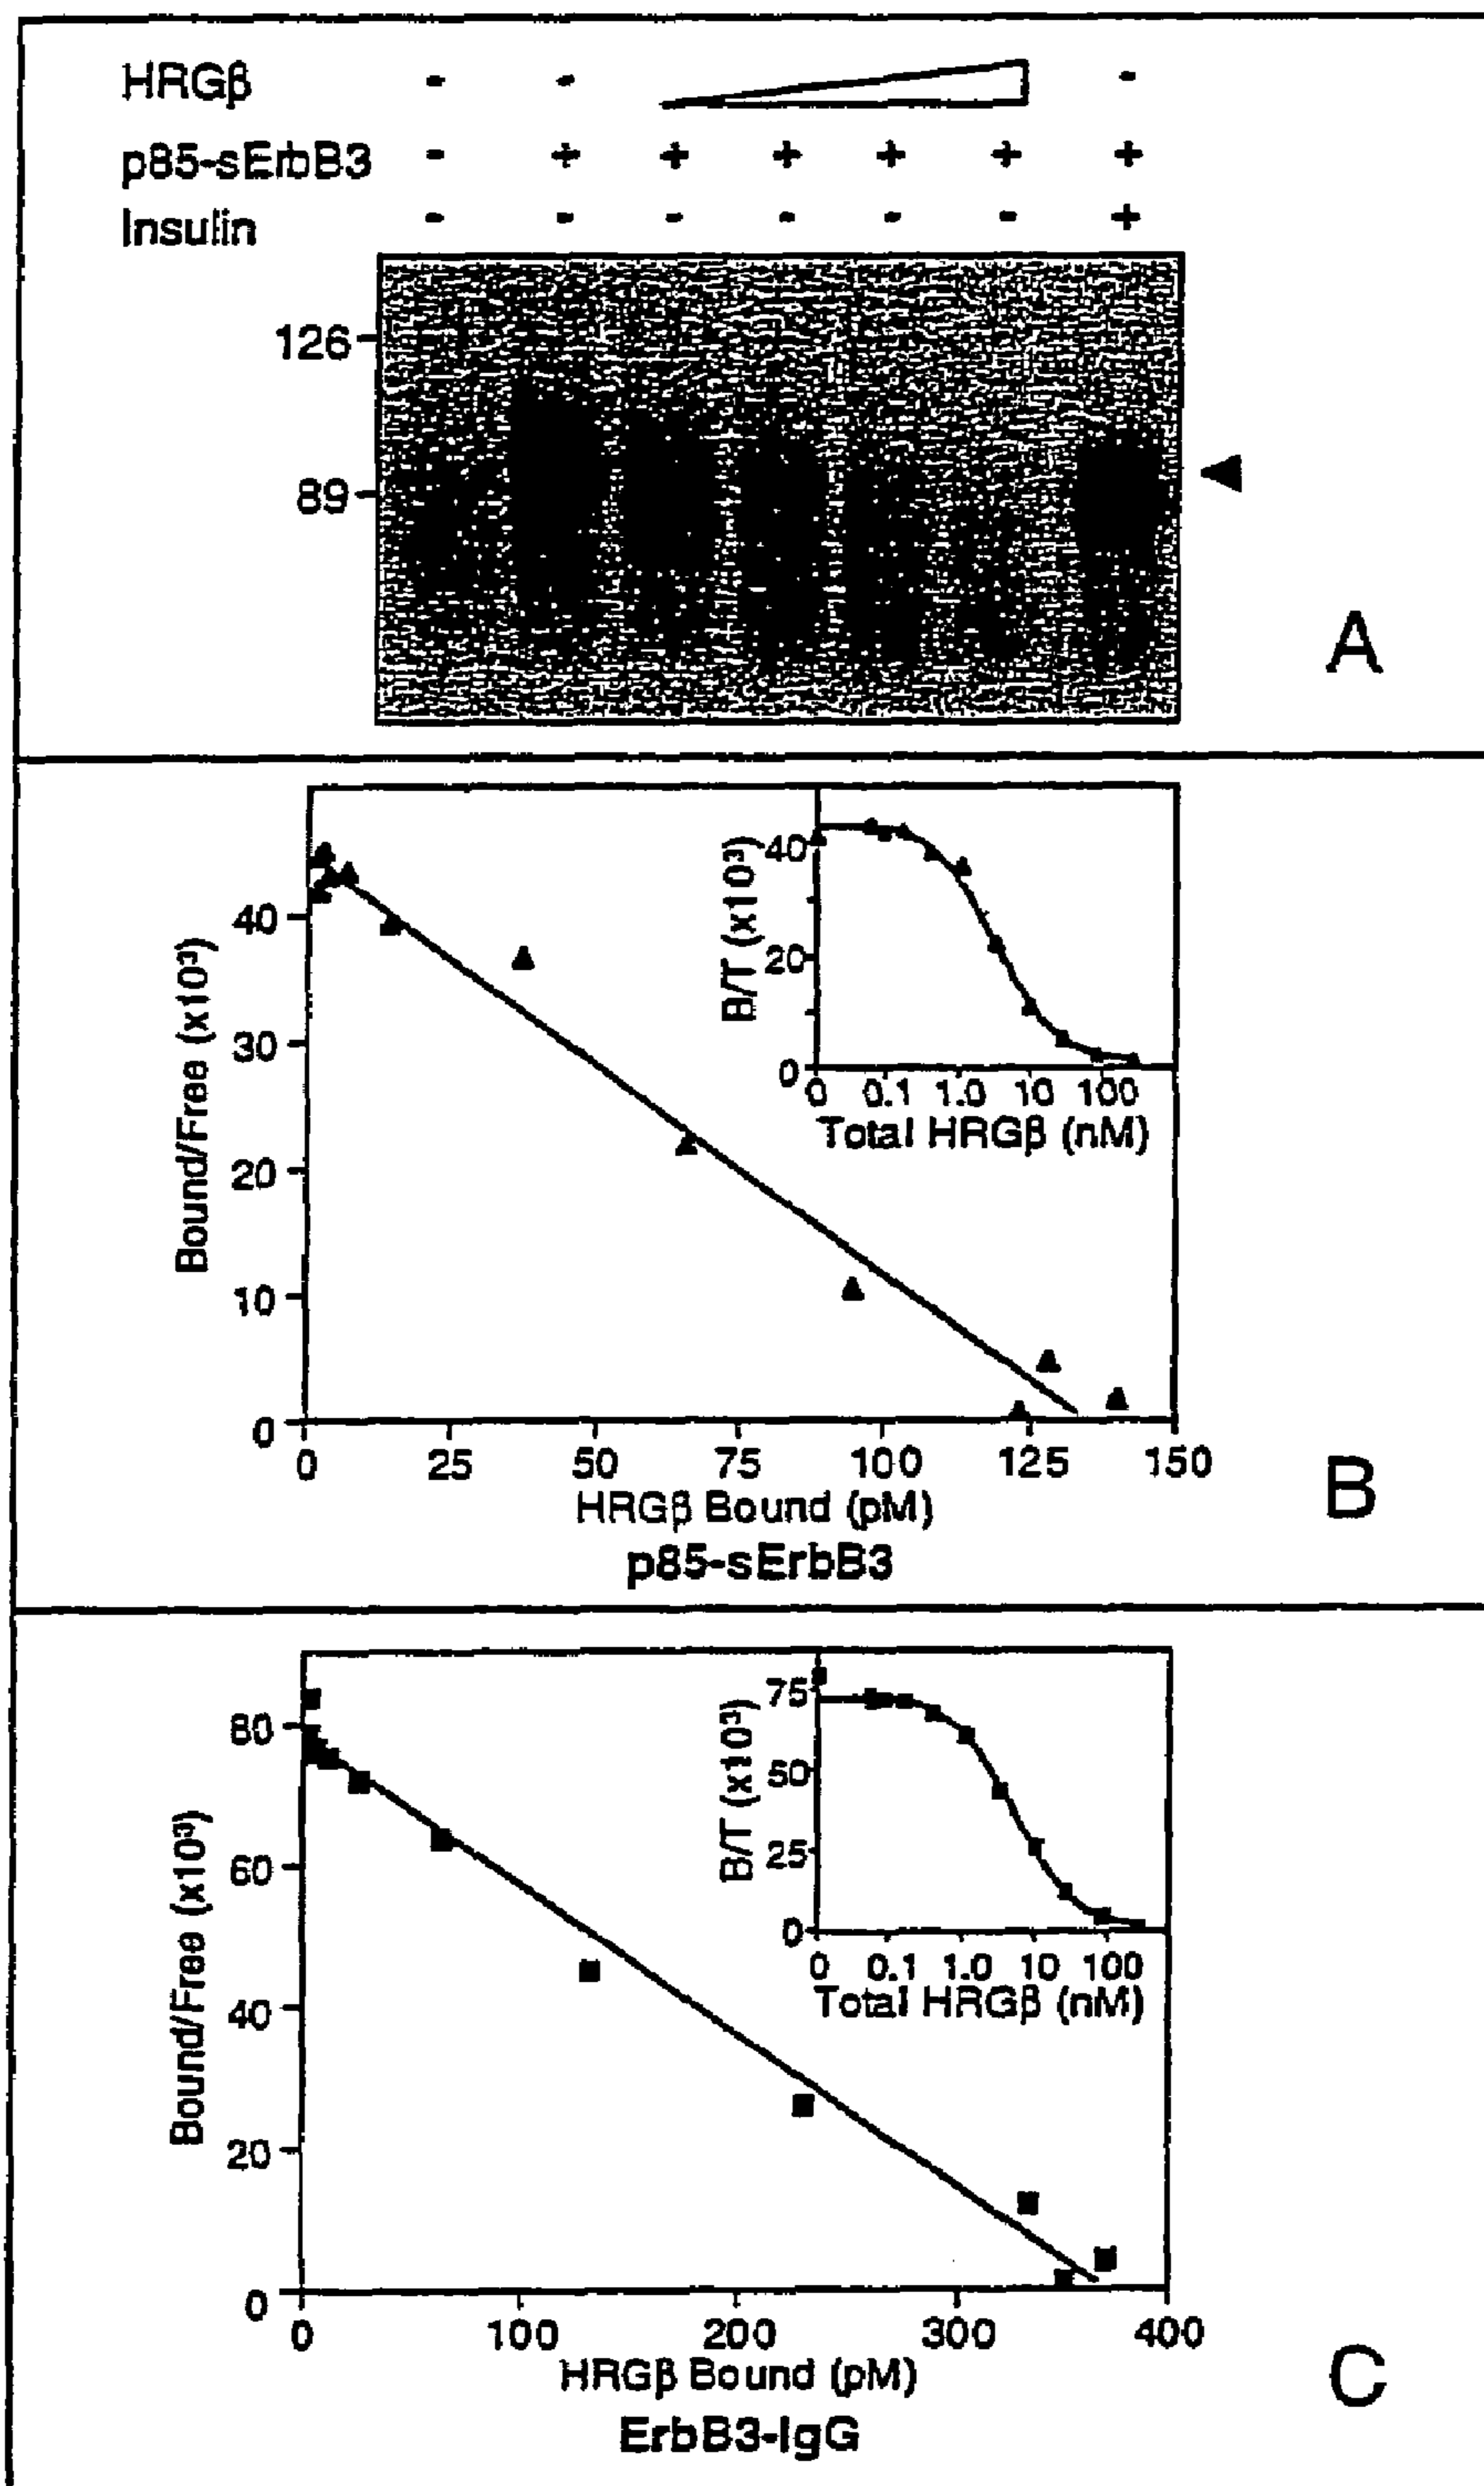 HRGβ - - -
p85-sErbB3 - + + + + + +
Insulin - - - - - - +
126
89
A
Bound/Free (x10³)
40
30
20
10
0
0 25 50 75 100 125 150
HRGβ Bound (pM)
p85-sErbB3
B/T (x10³)
40
20
0
0 0.1 1.0 10 100
Total HRGβ (nM)
B
Bound/Free (x10³)
80
60
40
20
0
0 100 200 300 400
HRGβ Bound (pM)
ErbB3-IgG
B/T (x10³)
75
50
25
0
0 0.1 1.0 10 100
Total HRGβ (nM)
C